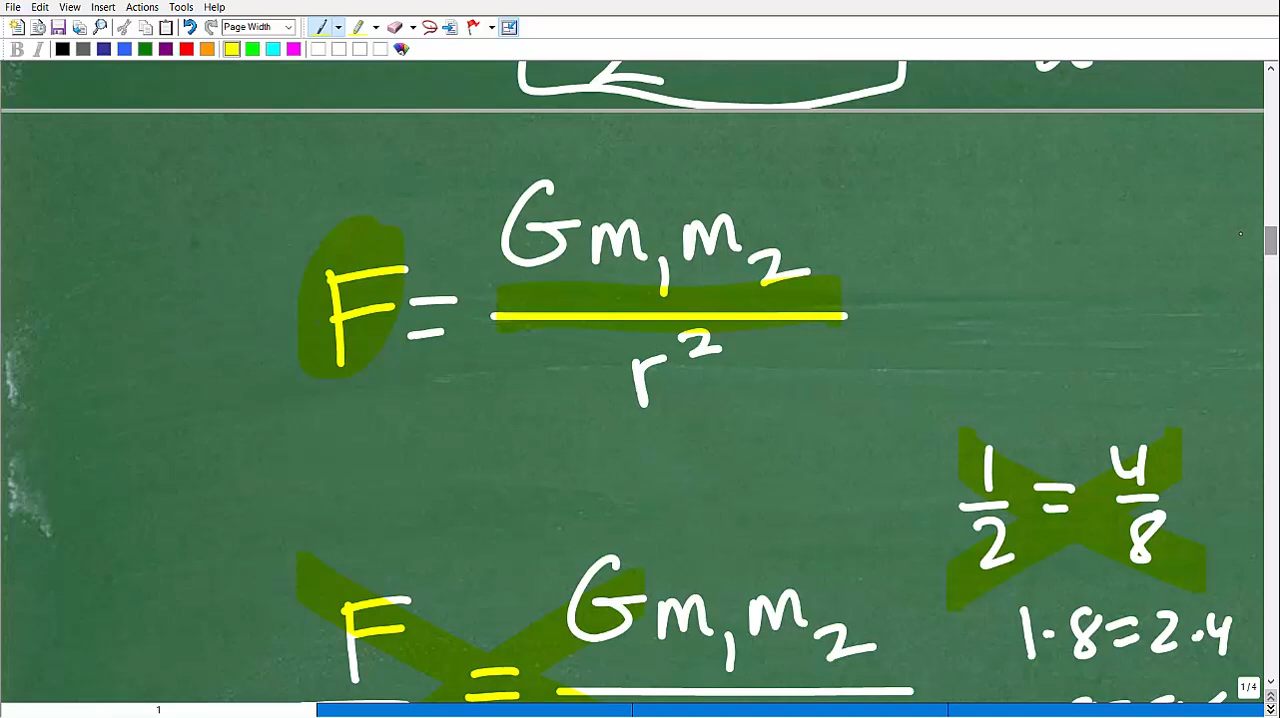 File Edit View Insert Actions Tools Help
Page Width
B I
F = Gm₁m₂
r²
1/2 = 4/8
F = Gm₁m₂
1·8=2·4
1/4
1